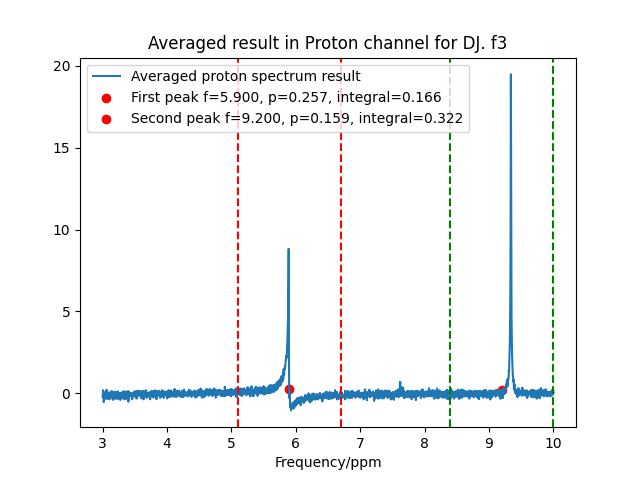 Averaged result in Proton channel for DJ. f3
Averaged proton spectrum result
First peak f=5.900, p=0.257, integral=0.166
Second peak f=9.200, p=0.159, integral=0.322
20
15
10
5
0
3 4 5 6 7 8 9 10
Frequency/ppm